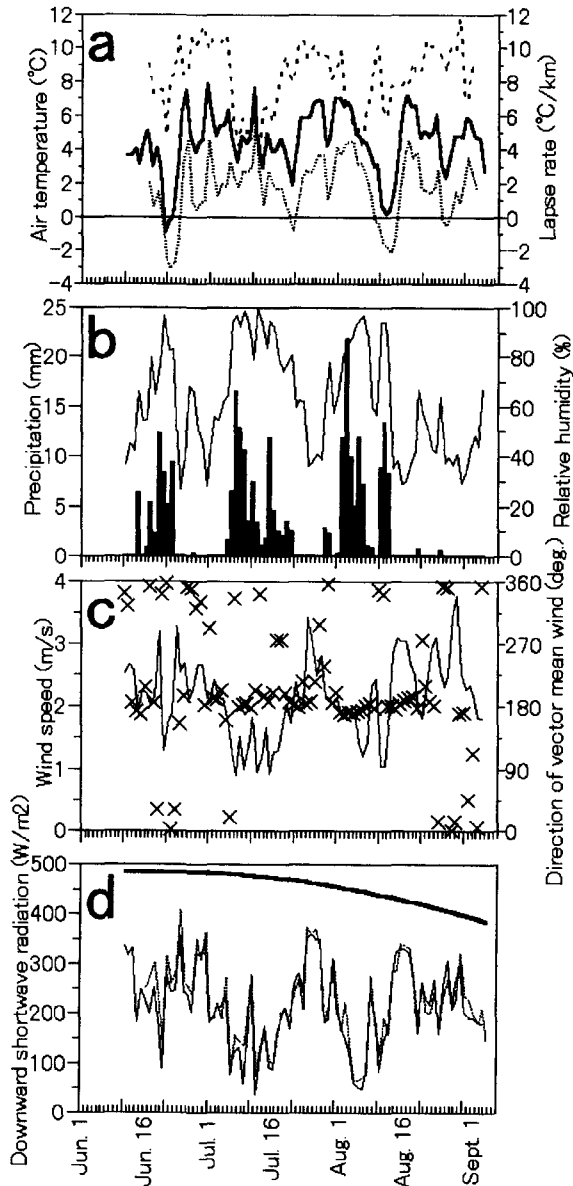 a
Air temperature (°C)
12
10
8
6
4
2
0
-2
-4
12
10
8
6
4
2
0
-2
-4
Lapse rate (°C/km)
b
Precipitation (mm)
25
20
15
10
5
0
100
80
60
40
20
0
Relative humidity (%)
c
Wind speed (m/s)
4
3
2
1
0
360
270
180
90
0
Direction of vector mean wind (deg.)
d
Downward shortwave radiation (W/m2)
500
400
300
200
100
0
Jun. 1
Jun. 16
Jul. 1
Jul. 16
Aug. 1
Aug. 16
Sept. 1